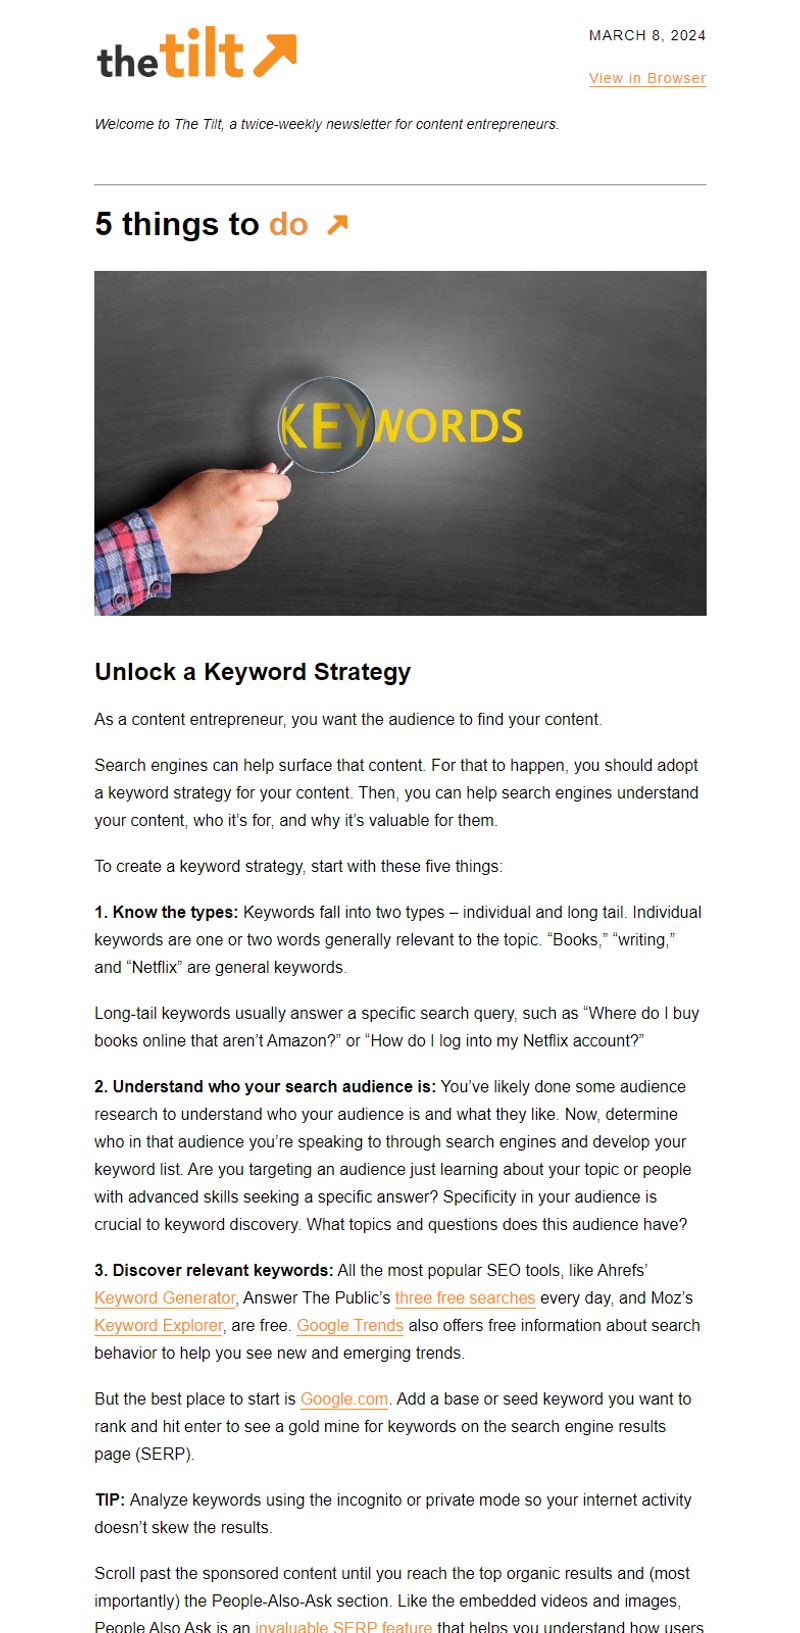 thetilt
MARCH 8, 2024
View in Browser
Welcome to The Tilt, a twice-weekly newsletter for content entrepreneurs.
5 things to do
KEYWORDS
Unlock a Keyword Strategy
As a content entrepreneur, you want the audience to find your content.
Search engines can help surface that content. For that to happen, you should adopt
a keyword strategy for your content. Then, you can help search engines understand
your content, who it’s for, and why it’s valuable for them.
To create a keyword strategy, start with these five things:
1. Know the types: Keywords fall into two types – individual and long tail. Individual
keywords are one or two words generally relevant to the topic. “Books,” “writing,”
and “Netflix” are general keywords.
Long-tail keywords usually answer a specific search query, such as “Where do I buy
books online that aren’t Amazon?” or “How do I log into my Netflix account?”
2. Understand who your search audience is: You’ve likely done some audience
research to understand who your audience is and what they like. Now, determine
who in that audience you’re speaking to through search engines and develop your
keyword list. Are you targeting an audience just learning about your topic or people
with advanced skills seeking a specific answer? Specificity in your audience is
crucial to keyword discovery. What topics and questions does this audience have?
3. Discover relevant keywords: All the most popular SEO tools, like Ahrefs’
Keyword Generator, Answer The Public’s three free searches every day, and Moz’s
Keyword Explorer, are free. Google Trends also offers free information about search
behavior to help you see new and emerging trends.
But the best place to start is Google.com. Add a base or seed keyword you want to
rank and hit enter to see a gold mine for keywords on the search engine results
page (SERP).
TIP: Analyze keywords using the incognito or private mode so your internet activity
doesn’t skew the results.
Scroll past the sponsored content until you reach the top organic results and (most
importantly) the People-Also-Ask section. Like the embedded videos and images,
People Also Ask is an invaluable SERP feature that helps you understand how users